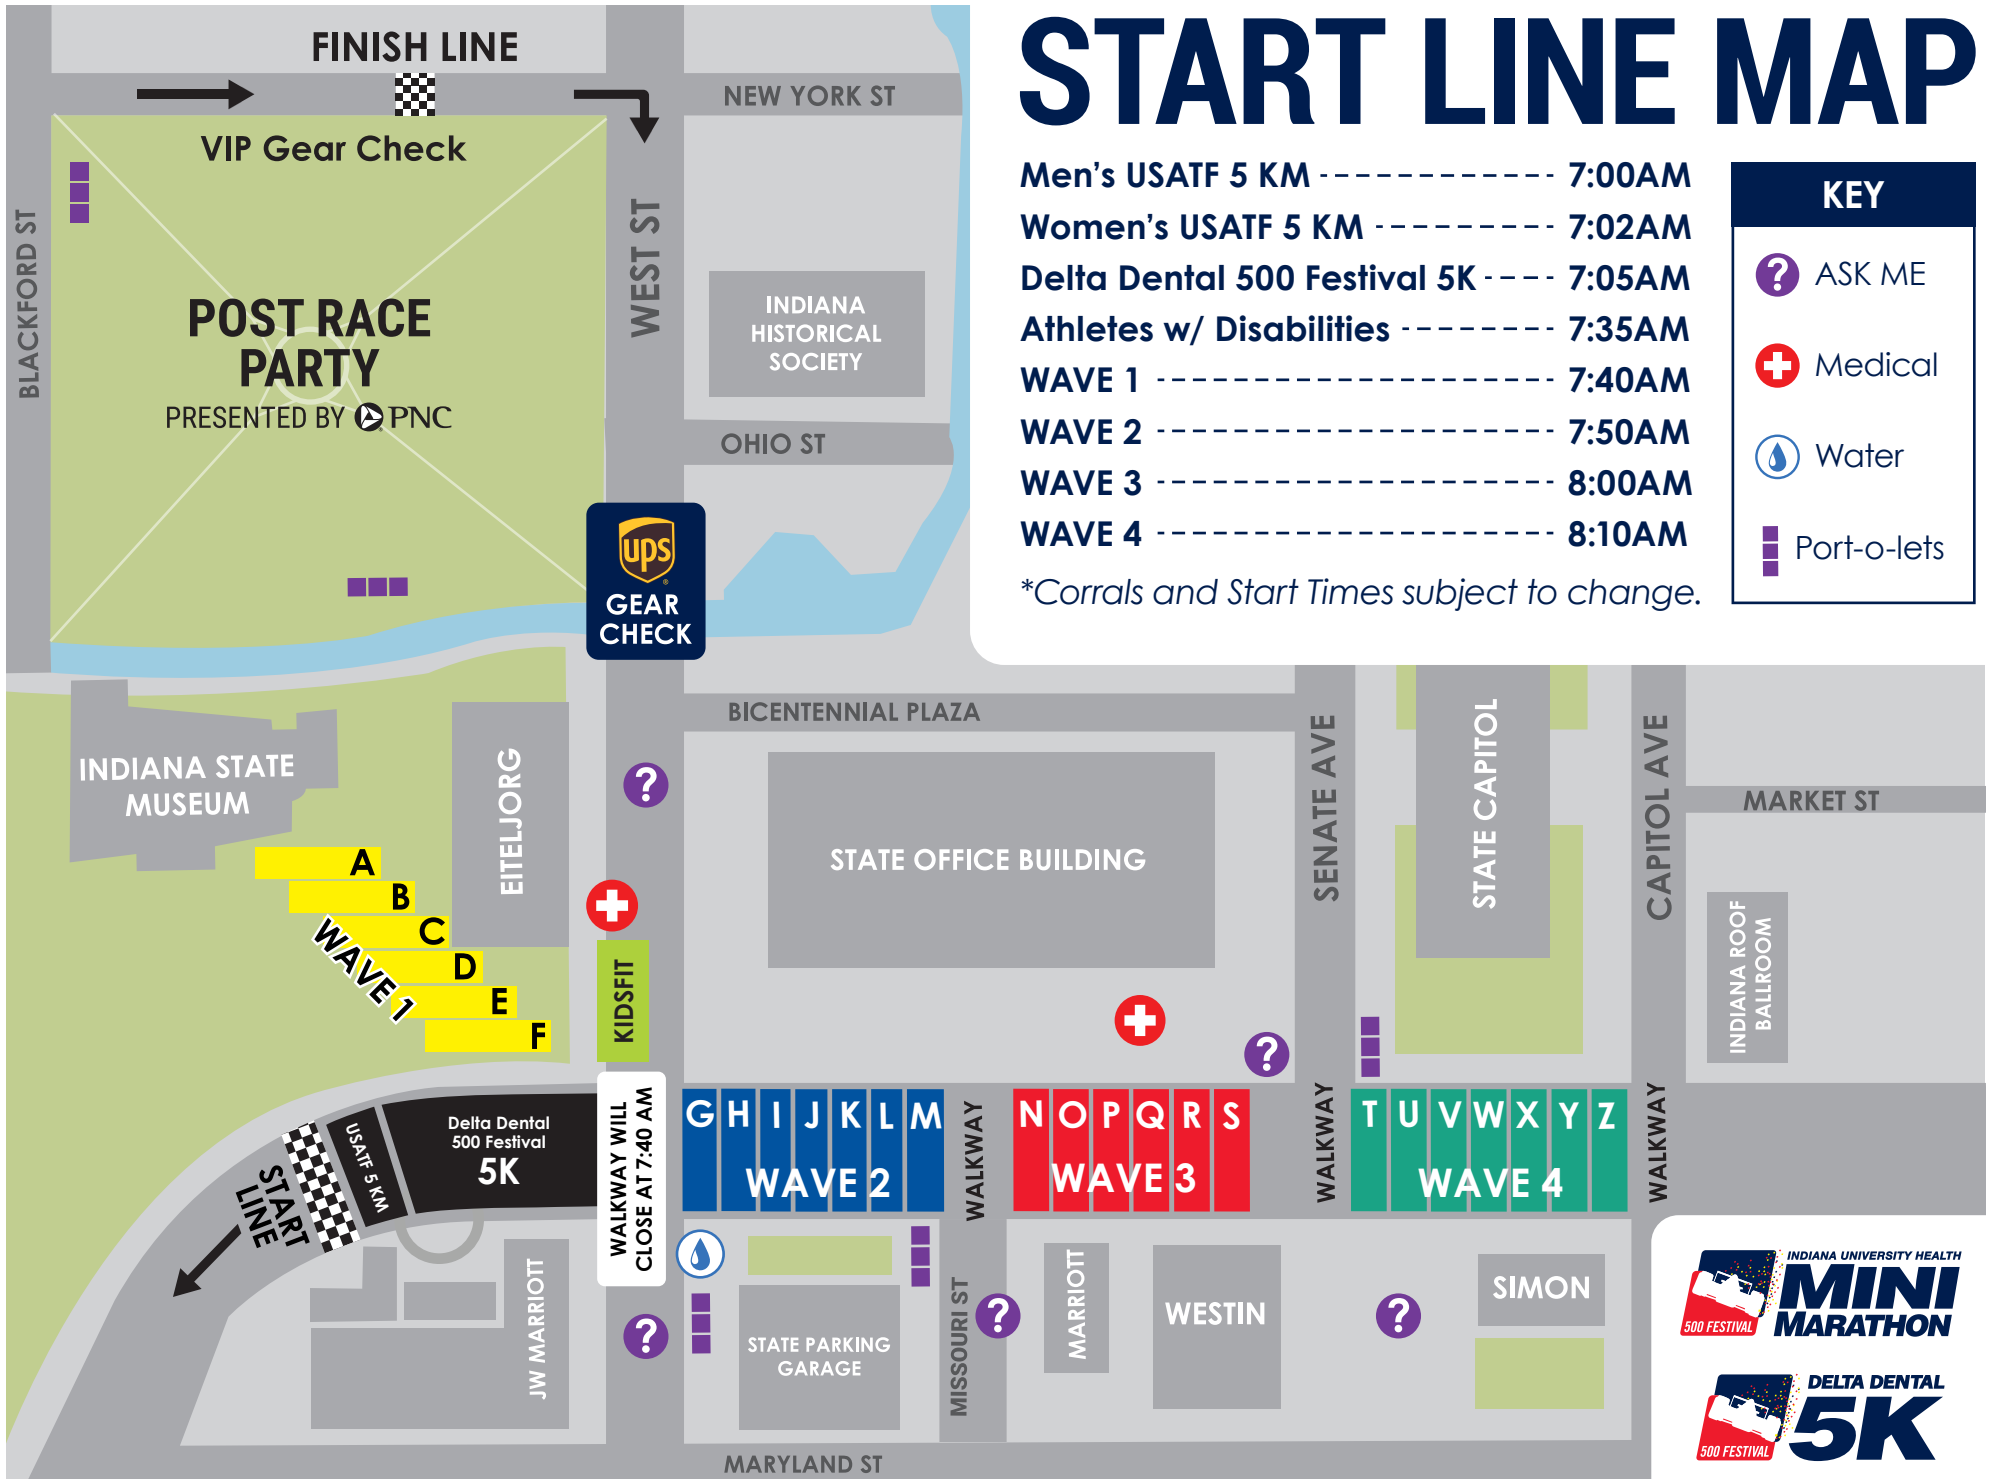 START LINE MAP
Men's USATF 5 KM ----------- 7:00AM
Women's USATF 5 KM -------- 7:02AM
Delta Dental 500 Festival 5K ---- 7:05AM
Athletes w/ Disabilities ------- 7:35AM
WAVE 1 ------------------- 7:40AM
WAVE 2 ------------------- 7:50AM
WAVE 3 ------------------- 8:00AM
WAVE 4 ------------------- 8:10AM
*Corrals and Start Times subject to change.
KEY
? ASK ME
Medical
Water
Port-o-lets
FINISH LINE
VIP Gear Check
NEW YORK ST
BLACKFORD ST
WEST ST
POST RACE
PARTY
PRESENTED BY PNC
INDIANA
HISTORICAL
SOCIETY
OHIO ST
ups
GEAR
CHECK
BICENTENNIAL PLAZA
INDIANA STATE
MUSEUM
EITELJORG
?
STATE OFFICE BUILDING
SENATE AVE
STATE CAPITOL
CAPITOL AVE
MARKET ST
INDIANA ROOF
BALLROOM
A
B
C
D
E
F
WAVE 1
KIDSFIT
?
START
LINE
USATF 5 KM
Delta Dental
500 Festival
5K
WALKWAY WILL
CLOSE AT 7:40 AM
G H I J K L M
WAVE 2
WALKWAY
N O P Q R S
WAVE 3
WALKWAY
T U V W X Y Z
WAVE 4
WALKWAY
JW MARRIOTT
?
STATE PARKING
GARAGE
MISSOURI ST
?
MARRIOTT
WESTIN
?
SIMON
MARYLAND ST
INDIANA UNIVERSITY HEALTH
MINI
MARATHON
500 FESTIVAL
DELTA DENTAL
5K
500 FESTIVAL